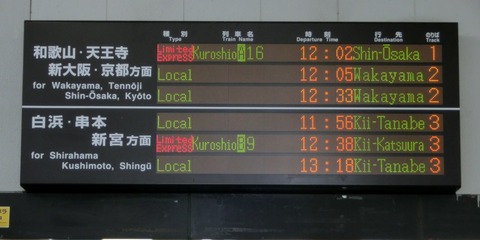 種別 列車名 時刻 行先 のりば
Type Train Name Departure Time Destination Track
和歌山・天王寺
新大阪・京都方面
for Wakayama, Tennōji
Shin-Ōsaka, Kyōto
Limited Express Kuroshio A 16 12:02 Shin-Ōsaka 1
Local 12:05 Wakayama 2
Local 12:33 Wakayama 2
白浜・串本
新宮方面
for Shirahama
Kushimoto, Shingū
Local 11:56 Kii-Tanabe 3
Limited Express Kuroshio B 9 12:38 Kii-Katsuura 3
Local 13:18 Kii-Tanabe 3